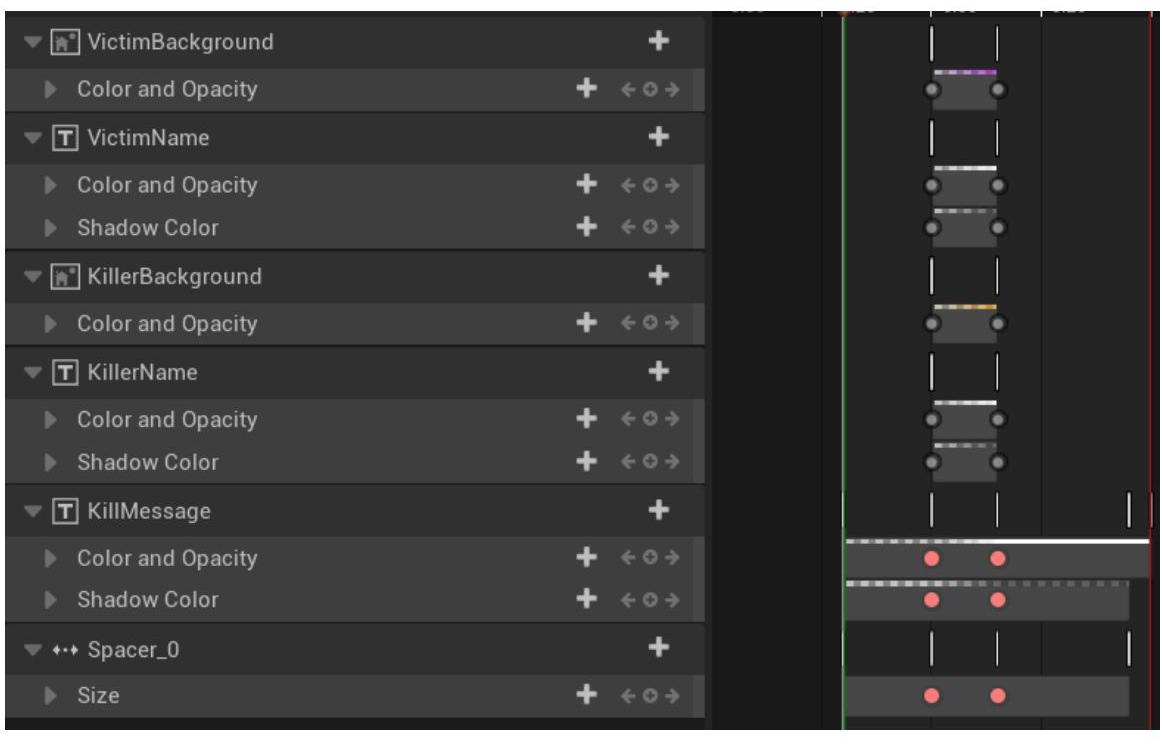 VictimBackground
Color and Opacity
VictimName
Color and Opacity
Shadow Color
KillerBackground
Color and Opacity
KillerName
Color and Opacity
Shadow Color
KillMessage
Color and Opacity
Shadow Color
Spacer_0
Size